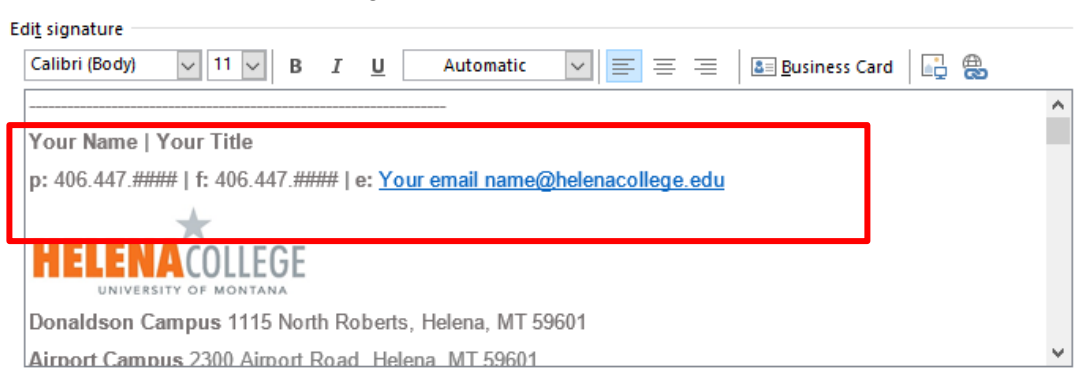 Edit signature
Calibri (Body) 11 B I U Automatic Business Card
Your Name | Your Title
p: 406.447.#### | f: 406.447.#### | e: Your email name@helenacollege.edu
HELENACOLLEGE
UNIVERSITY OF MONTANA
Donaldson Campus 1115 North Roberts, Helena, MT 59601
Airport Campus 2300 Airport Road, Helena, MT 59601